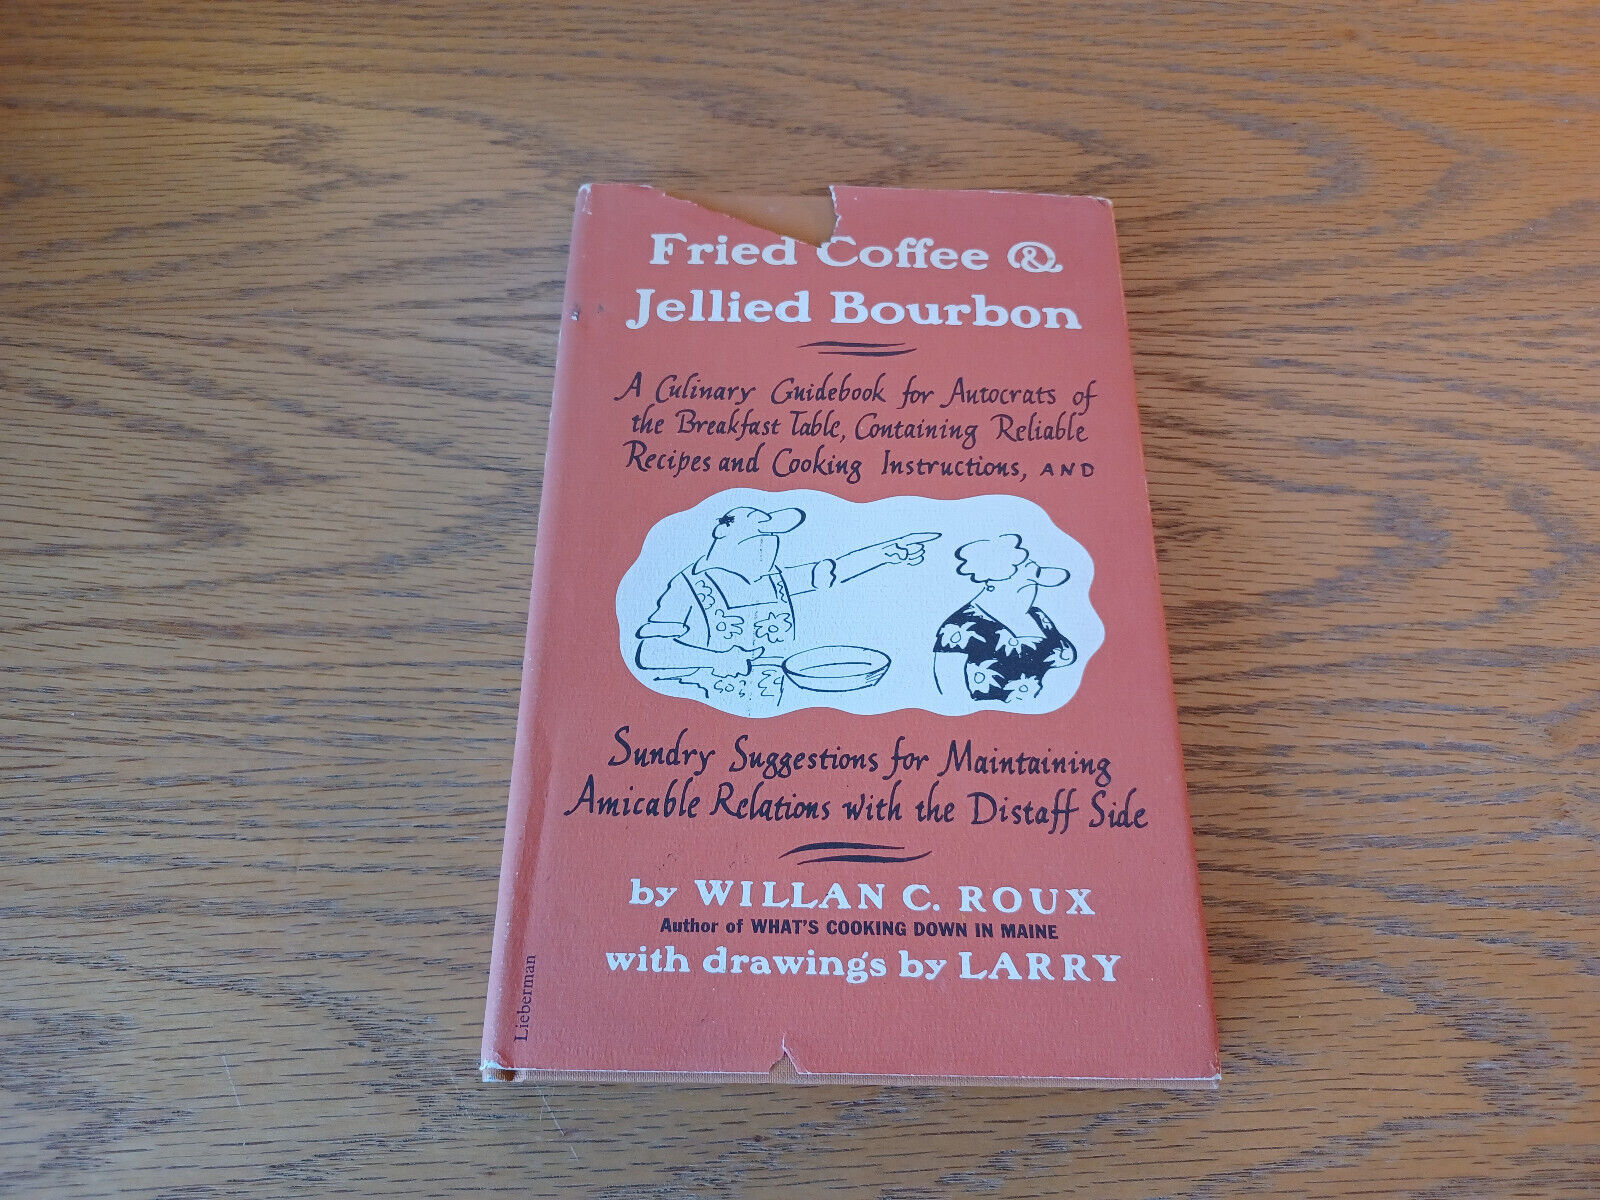 Fried Coffee &
Jellied Bourbon
A Culinary Guidebook for Autocrats of
the Breakfast Table, Containing Reliable
Recipes and Cooking Instructions, AND
Sundry Suggestions for Maintaining
Amicable Relations with the Distaff Side
by WILLAN C. ROUX
Author of WHAT'S COOKING DOWN IN MAINE
with drawings by LARRY
Lieberman